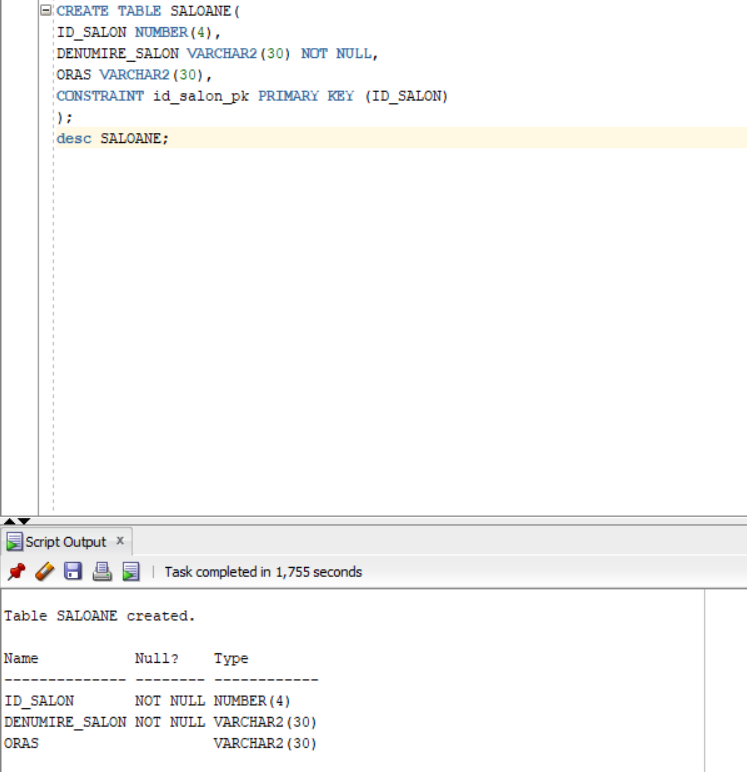 CREATE TABLE SALOANE(
ID_SALON NUMBER(4),
DENUMIRE_SALON VARCHAR2(30) NOT NULL,
ORAS VARCHAR2(30),
CONSTRAINT id_salon_pk PRIMARY KEY (ID_SALON)
);
desc SALOANE;
Script Output x
Task completed in 1,755 seconds
Table SALOANE created.
Name Null? Type
-------------- -------- ------------
ID_SALON NOT NULL NUMBER(4)
DENUMIRE_SALON NOT NULL VARCHAR2(30)
ORAS VARCHAR2(30)